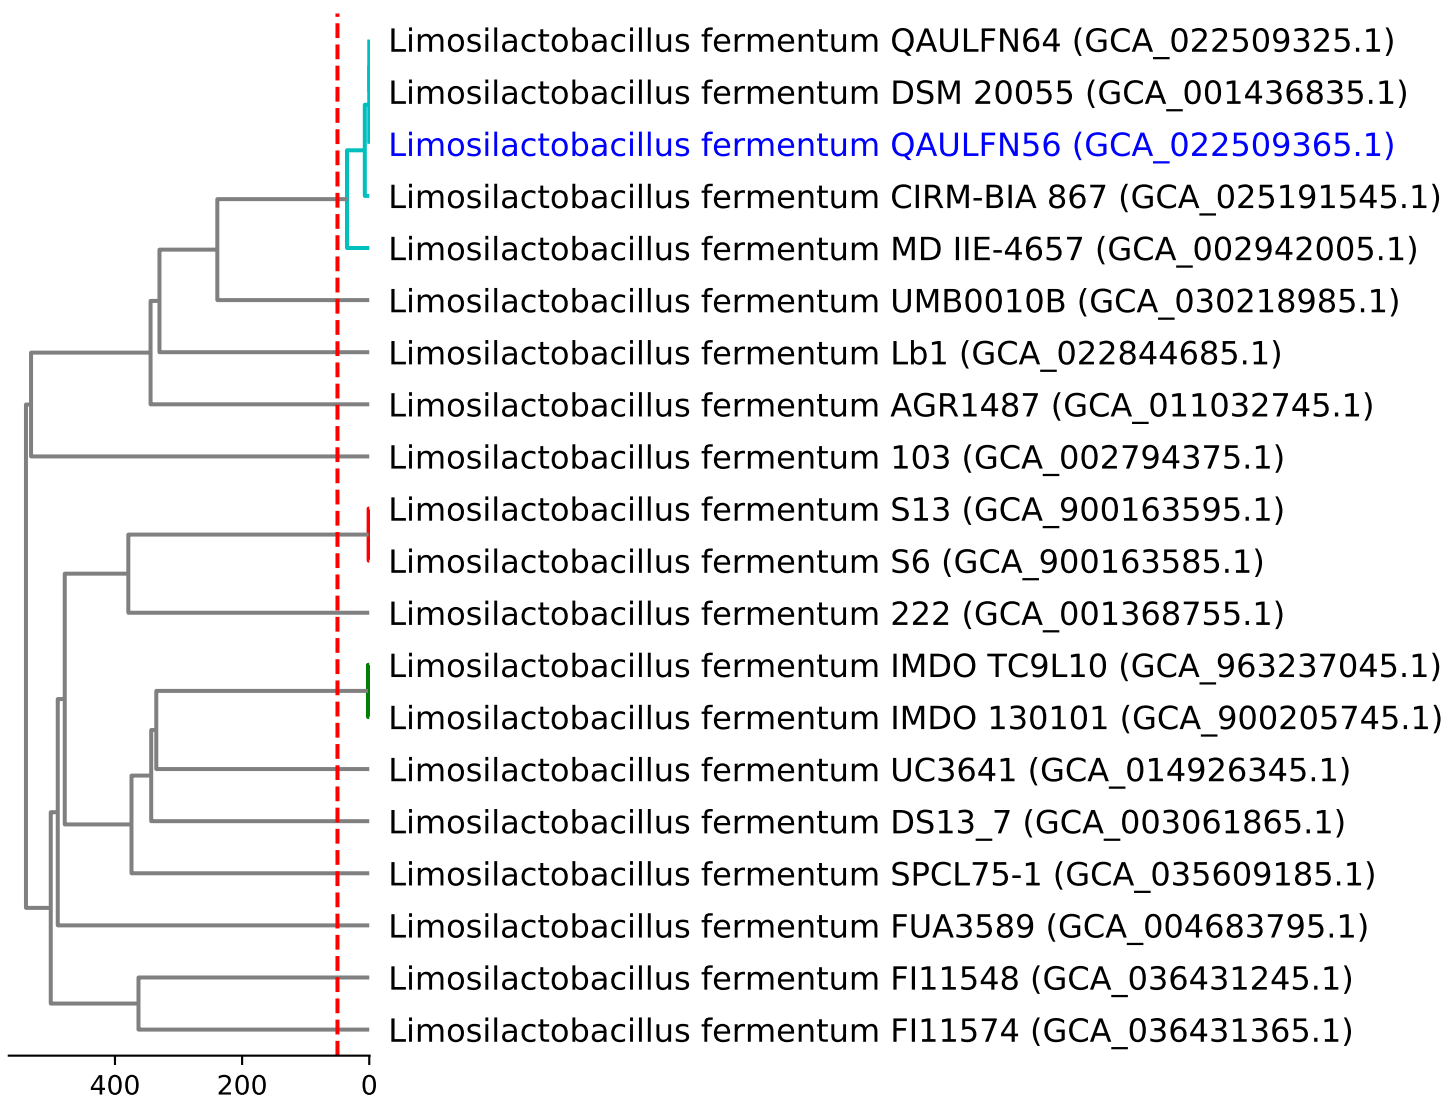 Limosilactobacillus fermentum QAULFN64 (GCA_022509325.1)
Limosilactobacillus fermentum DSM 20055 (GCA_001436835.1)
Limosilactobacillus fermentum QAULFN56 (GCA_022509365.1)
Limosilactobacillus fermentum CIRM-BIA 867 (GCA_025191545.1)
Limosilactobacillus fermentum MD IIE-4657 (GCA_002942005.1)
Limosilactobacillus fermentum UMB0010B (GCA_030218985.1)
Limosilactobacillus fermentum Lb1 (GCA_022844685.1)
Limosilactobacillus fermentum AGR1487 (GCA_011032745.1)
Limosilactobacillus fermentum 103 (GCA_002794375.1)
Limosilactobacillus fermentum S13 (GCA_900163595.1)
Limosilactobacillus fermentum S6 (GCA_900163585.1)
Limosilactobacillus fermentum 222 (GCA_001368755.1)
Limosilactobacillus fermentum IMDO TC9L10 (GCA_963237045.1)
Limosilactobacillus fermentum IMDO 130101 (GCA_900205745.1)
Limosilactobacillus fermentum UC3641 (GCA_014926345.1)
Limosilactobacillus fermentum DS13_7 (GCA_003061865.1)
Limosilactobacillus fermentum SPCL75-1 (GCA_035609185.1)
Limosilactobacillus fermentum FUA3589 (GCA_004683795.1)
Limosilactobacillus fermentum FI11548 (GCA_036431245.1)
Limosilactobacillus fermentum FI11574 (GCA_036431365.1)
400 200 0